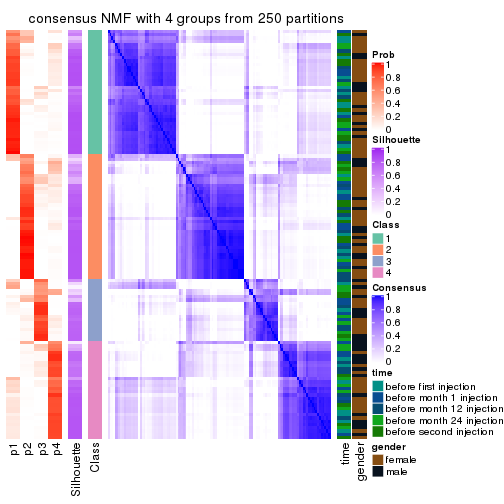 consensus NMF with 4 groups from 250 partitions
p1
p2
p3
p4
Silhouette
Class
time
gender
Prob
1
0.8
0.6
0.4
0.2
0
Silhouette
1
0.8
0.6
0.4
0.2
0
Class
1
2
3
4
Consensus
1
0.8
0.6
0.4
0.2
0
time
before first injection
before month 1 injection
before month 12 injection
before month 24 injection
before second injection
gender
female
male